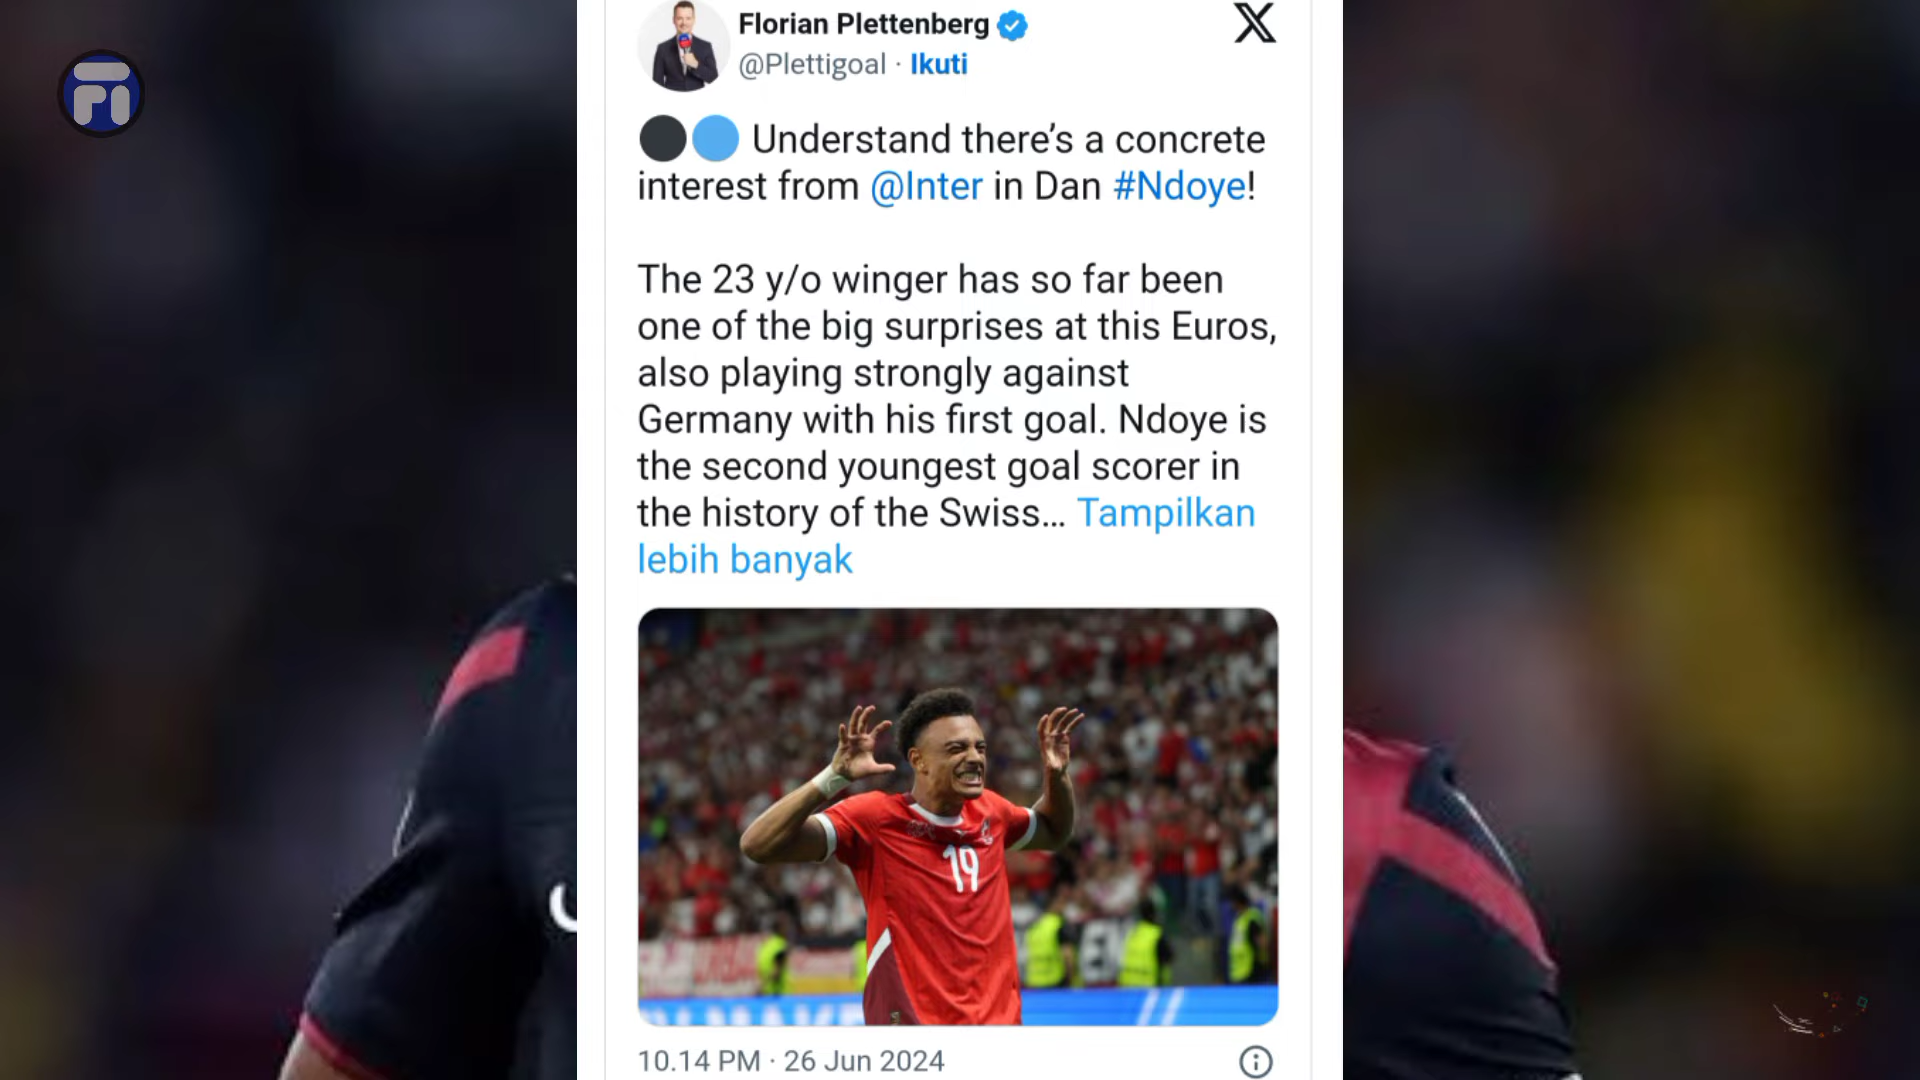 FI
Florian Plettenberg
@Plettigoal · Ikuti
Understand there’s a concrete
interest from @Inter in Dan #Ndoye!
The 23 y/o winger has so far been
one of the big surprises at this Euros,
also playing strongly against
Germany with his first goal. Ndoye is
the second youngest goal scorer in
the history of the Swiss… Tampilkan
lebih banyak
19
10.14 PM · 26 Jun 2024